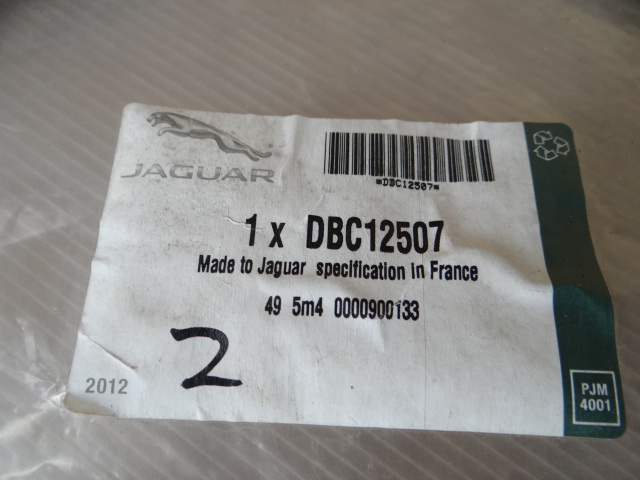 JAGUAR
*DBC12507*
1 x DBC12507
Made to Jaguar specification in France
49 5m4 0000900133
2
2012
PJM
4001